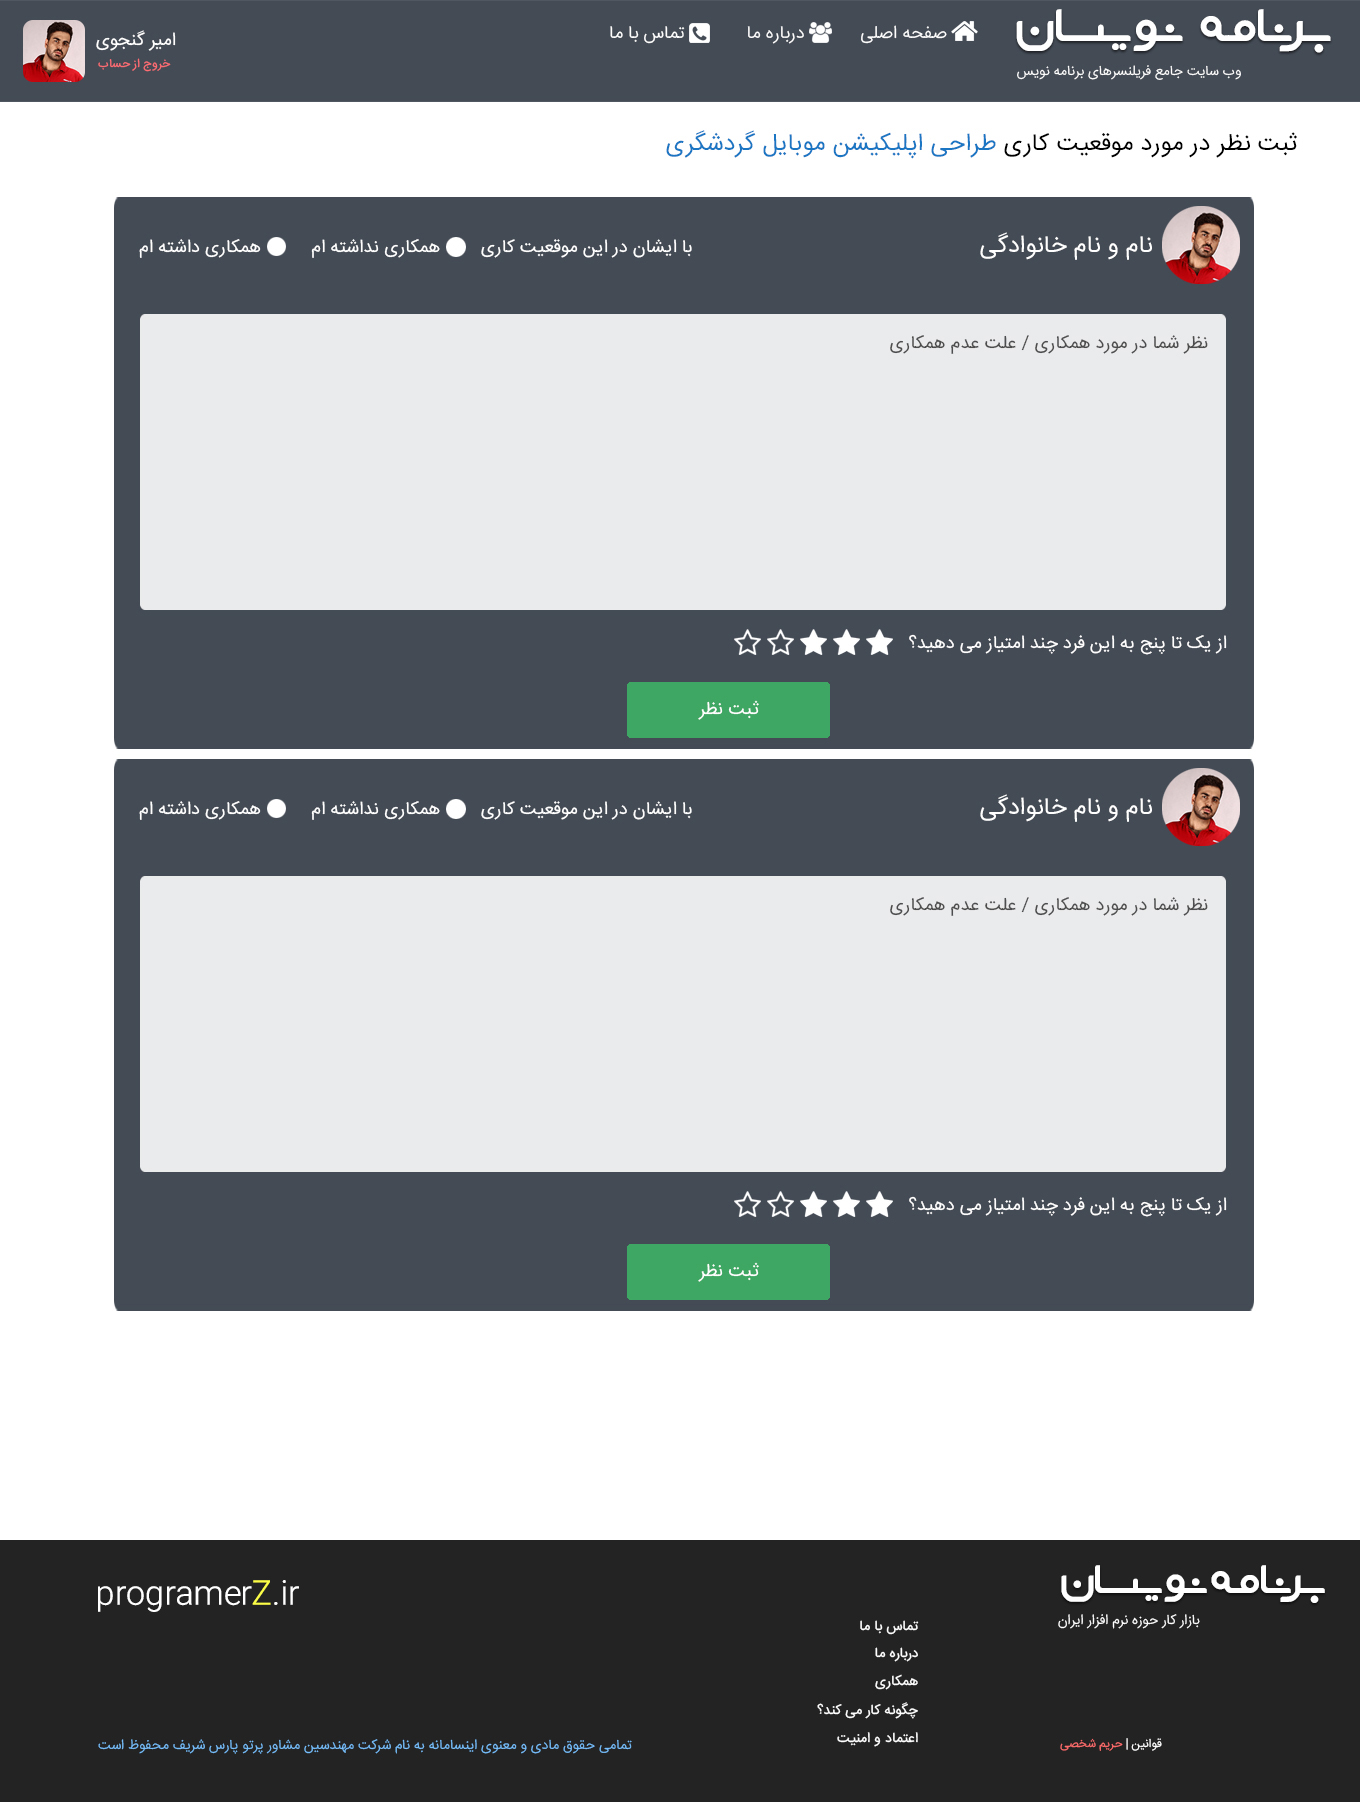 برنامه نویسان
وب سایت جامع فریلنسرهای برنامه نویس
صفحه اصلی
درباره ما
تماس با ما
امیر گنجوی
خروج از حساب
ثبت نظر در مورد موقعیت کاری طراحی اپلیکیشن موبایل گردشگری
نام و نام خانوادگی
با ایشان در این موقعیت کاری
همکاری نداشته ام
همکاری داشته ام
نظر شما در مورد همکاری / علت عدم همکاری
از یک تا پنج به این فرد چند امتیاز می دهید؟
ثبت نظر
نام و نام خانوادگی
با ایشان در این موقعیت کاری
همکاری نداشته ام
همکاری داشته ام
نظر شما در مورد همکاری / علت عدم همکاری
از یک تا پنج به این فرد چند امتیاز می دهید؟
ثبت نظر
برنامه نویسان
بازار کار حوزه نرم افزار ایران
قوانین | حریم شخصی
تماس با ما
درباره ما
همکاری
چگونه کار می کند؟
اعتماد و امنیت
programerZ.ir
تمامی حقوق مادی و معنوی اینسامانه به نام شرکت مهندسین مشاور پرتو پارس شریف محفوظ است